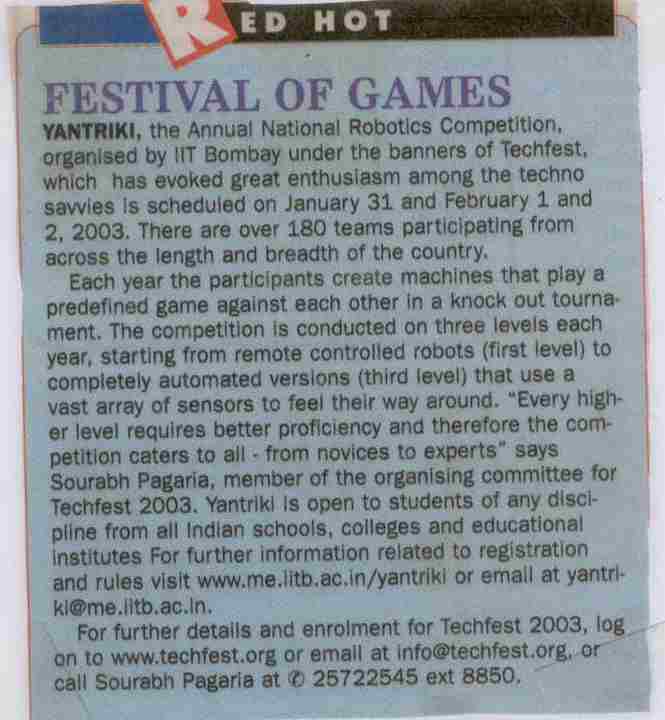 RED HOT
FESTIVAL OF GAMES
YANTRIKI, the Annual National Robotics Competition,
organised by IIT Bombay under the banners of Techfest,
which has evoked great enthusiasm among the techno
savvies is scheduled on January 31 and February 1 and
2, 2003. There are over 180 teams participating from
across the length and breadth of the country.
Each year the participants create machines that play a
predefined game against each other in a knock out tourna-
ment. The competition is conducted on three levels each
year, starting from remote controlled robots (first level) to
completely automated versions (third level) that use a
vast array of sensors to feel their way around. “Every high-
er level requires better proficiency and therefore the com-
petition caters to all - from novices to experts” says
Sourabh Pagaria, member of the organising committee for
Techfest 2003. Yantriki is open to students of any disci-
pline from all Indian schools, colleges and educational
institutes For further information related to registration
and rules visit www.me.iitb.ac.in/yantriki or email at yantri-
ki@me.iitb.ac.in.
For further details and enrolment for Techfest 2003, log
on to www.techfest.org or email at info@techfest.org, or
call Sourabh Pagaria at ✆ 25722545 ext 8850.